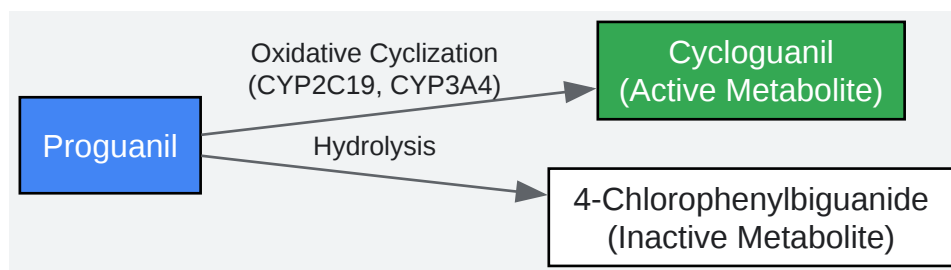 Oxidative Cyclization
(CYP2C19, CYP3A4)
Cycloguanil
(Active Metabolite)
Proguanil
Hydrolysis
4-Chlorophenylbiguanide
(Inactive Metabolite)